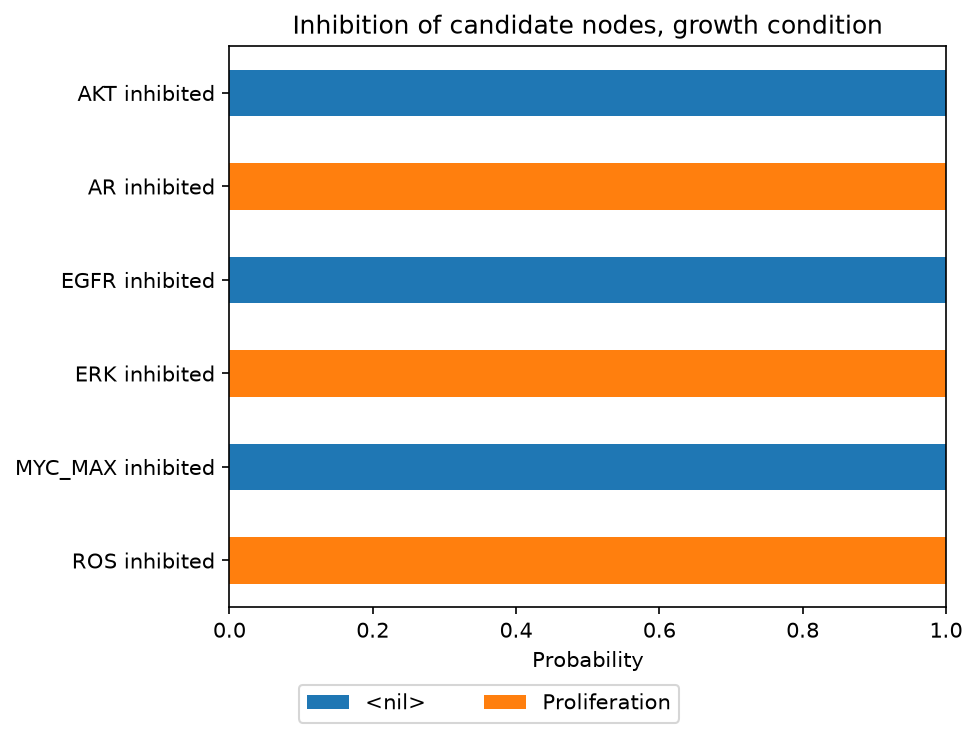 Inhibition of candidate nodes, growth condition
AKT inhibited
AR inhibited
EGFR inhibited
ERK inhibited
MYC_MAX inhibited
ROS inhibited
0.0 0.2 0.4 0.6 0.8 1.0
Probability
<nil> Proliferation